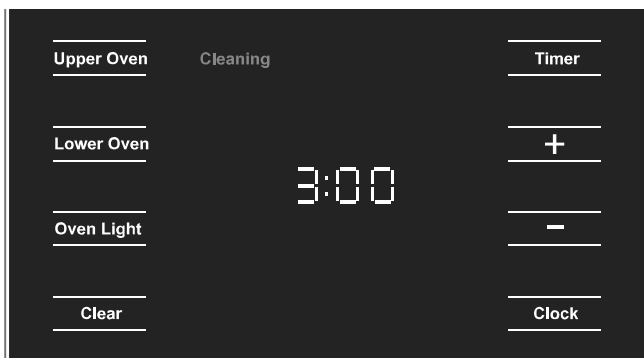 Upper Oven
Cleaning
Timer
Lower Oven
+
3:00
Oven Light
-
Clear
Clock